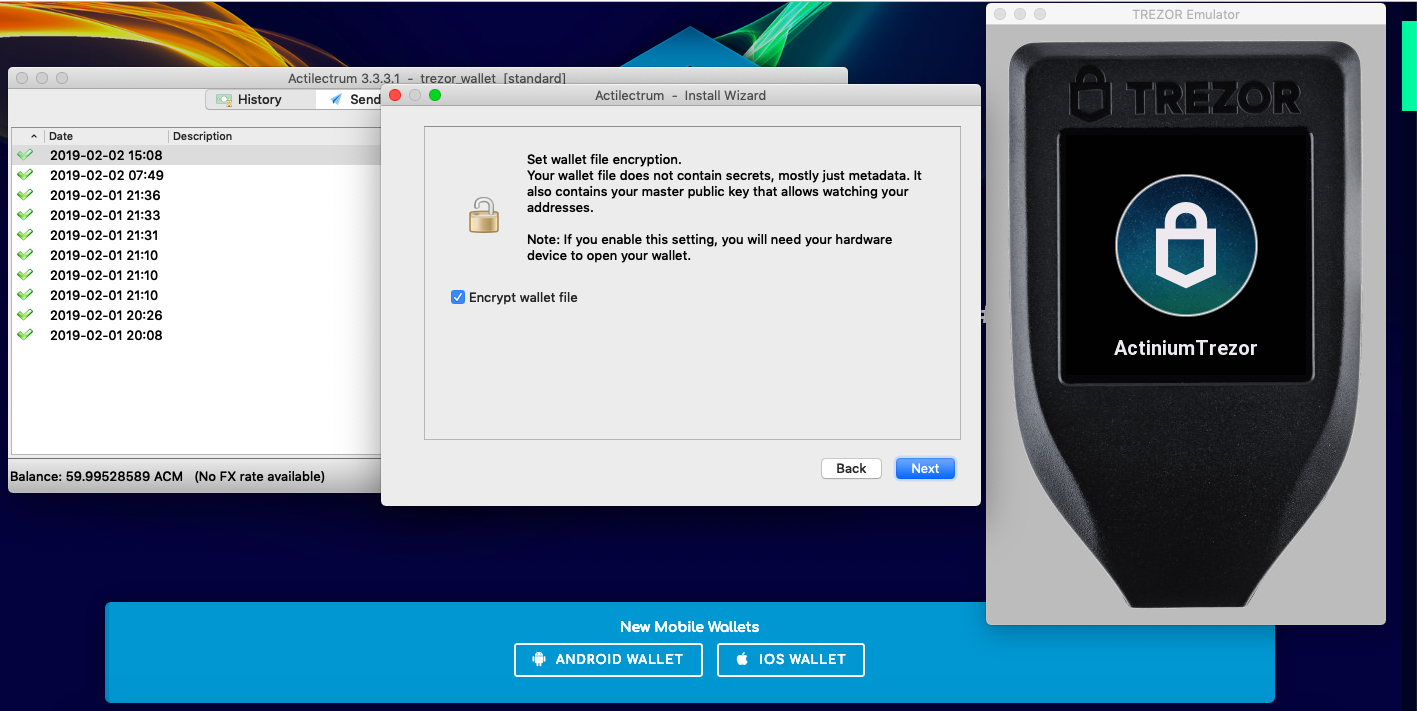 TREZOR Emulator
TREZOR
ActiniumTrezor
Actilectrum 3.3.3.1 - trezor_wallet [standard]
History
Send
Date
Description
2019-02-02 15:08
2019-02-02 07:49
2019-02-01 21:36
2019-02-01 21:33
2019-02-01 21:31
2019-02-01 21:10
2019-02-01 21:10
2019-02-01 21:10
2019-02-01 20:26
2019-02-01 20:08
Balance: 59.99528589 ACM (No FX rate available)
Actilectrum - Install Wizard
Set wallet file encryption.
Your wallet file does not contain secrets, mostly just metadata. It
also contains your master public key that allows watching your
addresses.
Note: If you enable this setting, you will need your hardware
device to open your wallet.
Encrypt wallet file
Back
Next
New Mobile Wallets
ANDROID WALLET
IOS WALLET